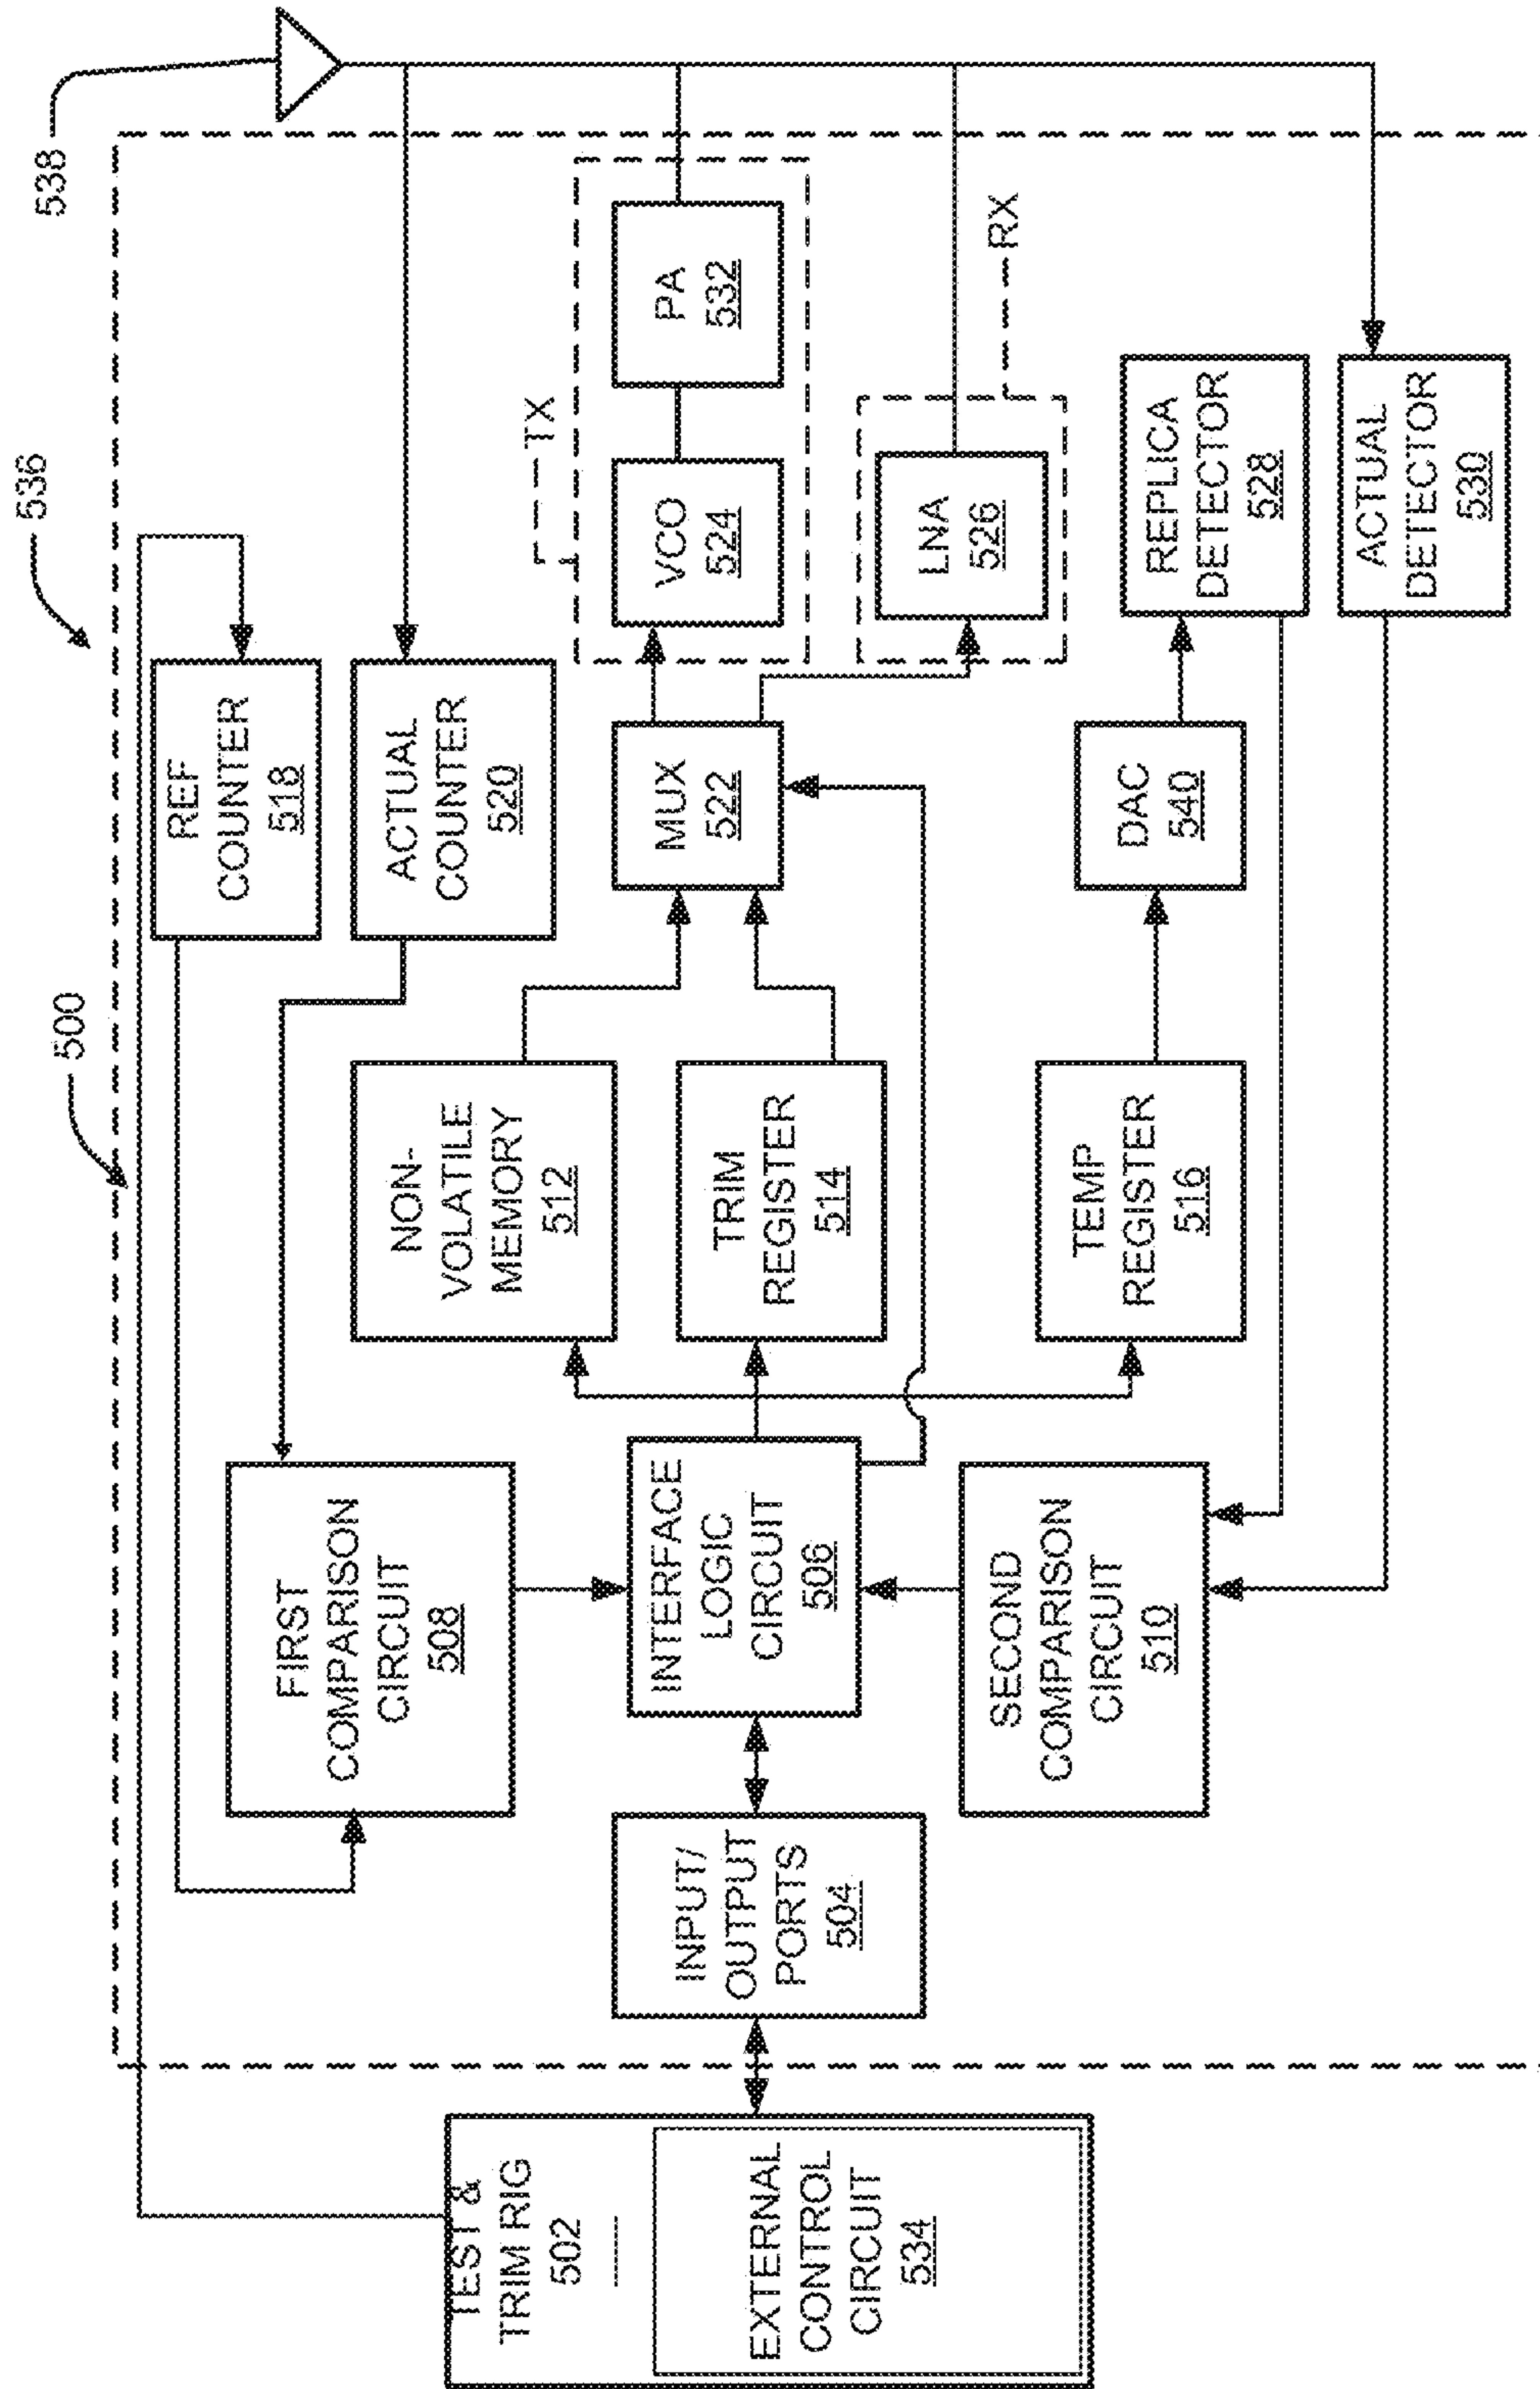 538
536
500
REF
COUNTER
518
ACTUAL
COUNTER
520
TX
FIRST
COMPARISON
CIRCUIT
508
NON-
VOLATILE
MEMORY
512
TEST &
TRIM RIG
502
EXTERNAL
CONTROL
CIRCUIT
534
INPUT/
OUTPUT
PORTS
504
INTERFACE
LOGIC
CIRCUIT
506
TRIM
REGISTER
514
MUX
522
VCO
524
PA
532
LNA
526
RX
SECOND
COMPARISON
CIRCUIT
510
TEMP
REGISTER
516
DAC
540
REPLICA
DETECTOR
528
ACTUAL
DETECTOR
530